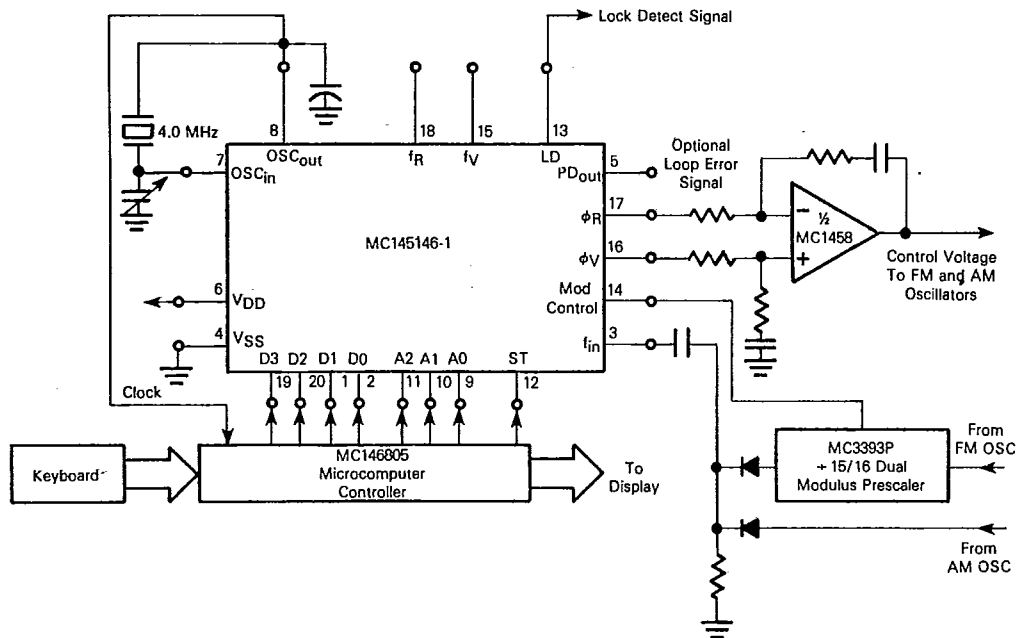 Lock Detect Signal
4.0 MHz
8
18
15
13
OSCout
fR
fV
LD
7
OSCin
PDout
5
Optional
Loop Error
Signal
ϕR
17
MC145146-1
ϕV
16
–
½
MC1458
+
Control Voltage
To FM and AM
Oscillators
6
VDD
Mod
Control
14
4
VSS
fin
3
D3
D2
D1
D0
A2
A1
A0
ST
19
20
1
2
11
10
9
12
Clock
Keyboard
MC146805
Microcomputer
Controller
To
Display
MC3393P
÷ 15/16 Dual
Modulus Prescaler
From
FM OSC
From
AM OSC